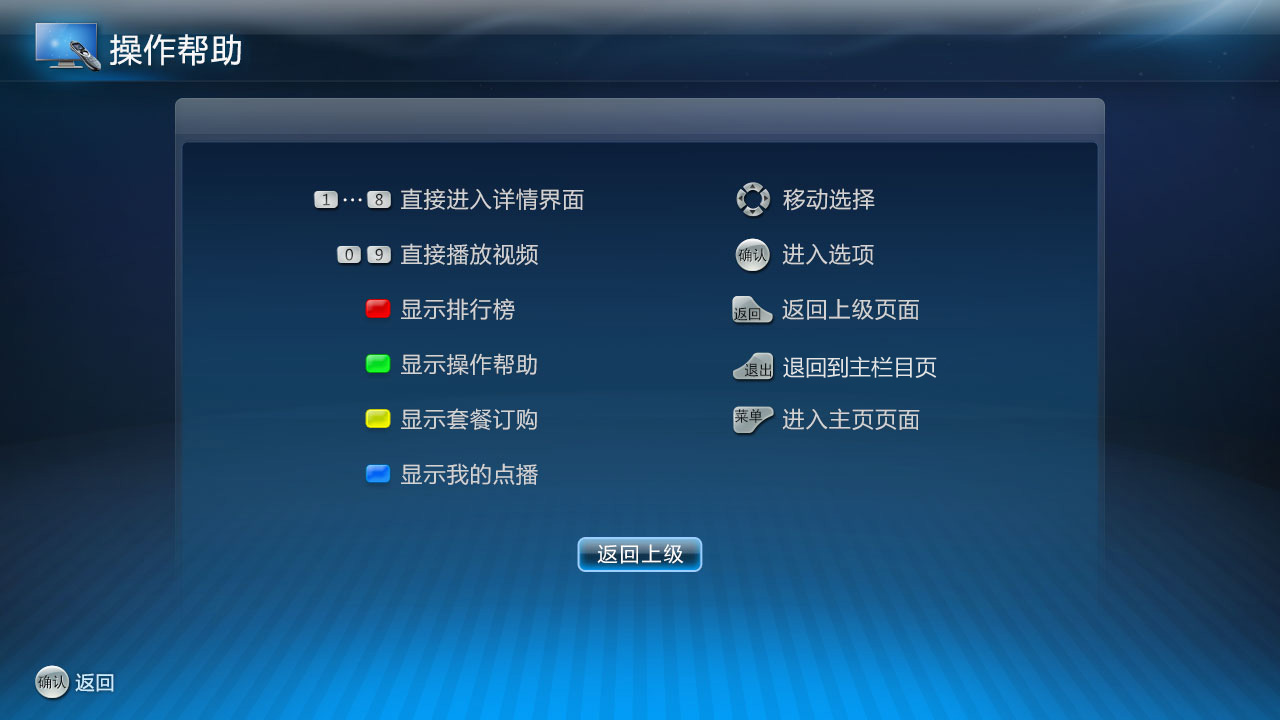 操作帮助
1…8 直接进入详情界面
0 9 直接播放视频
显示排行榜
显示操作帮助
显示套餐订购
显示我的点播
移动选择
确认 进入选项
返回 返回上级页面
退出 退回到主栏目页
菜单 进入主页页面
返回上级
确认 返回